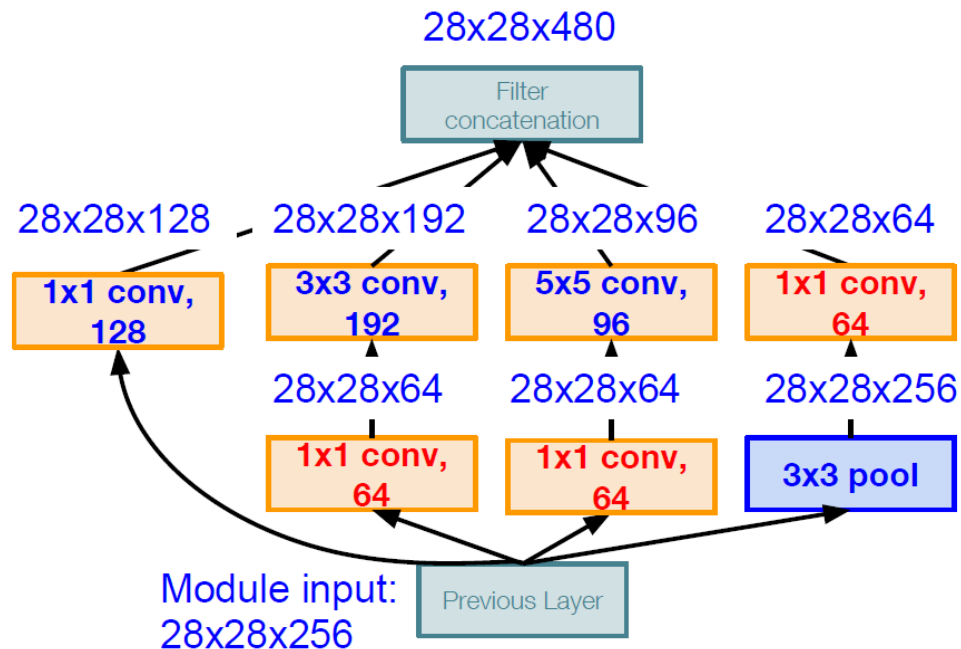 28x28x480
Filter
concatenation
28x28x128
28x28x192
28x28x96
28x28x64
1x1 conv,
128
3x3 conv,
192
5x5 conv,
96
1x1 conv,
64
28x28x64
28x28x64
28x28x256
1x1 conv,
64
1x1 conv,
64
3x3 pool
Module input:
28x28x256
Previous Layer